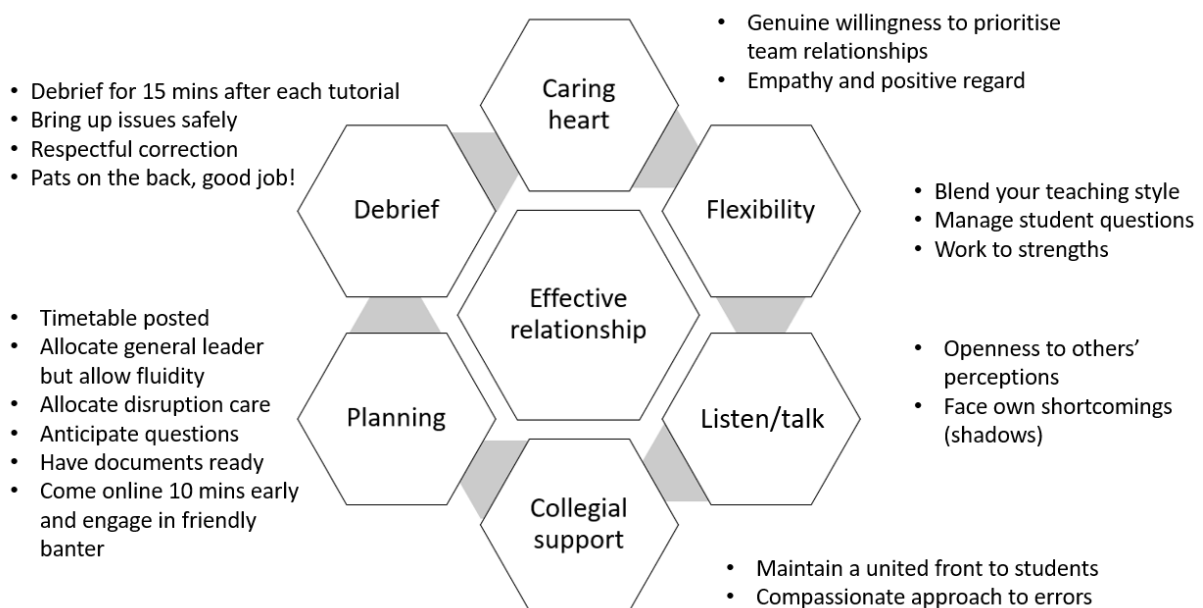 • Genuine willingness to prioritise
team relationships
• Empathy and positive regard
Caring
heart
• Debrief for 15 mins after each tutorial
• Bring up issues safely
• Respectful correction
• Pats on the back, good job!
Debrief
Flexibility
• Blend your teaching style
• Manage student questions
• Work to strengths
Effective
relationship
• Timetable posted
• Allocate general leader
but allow fluidity
• Allocate disruption care
• Anticipate questions
• Have documents ready
• Come online 10 mins early
and engage in friendly
banter
Planning
Listen/talk
• Openness to others’
perceptions
• Face own shortcomings
(shadows)
Collegial
support
• Maintain a united front to students
• Compassionate approach to errors